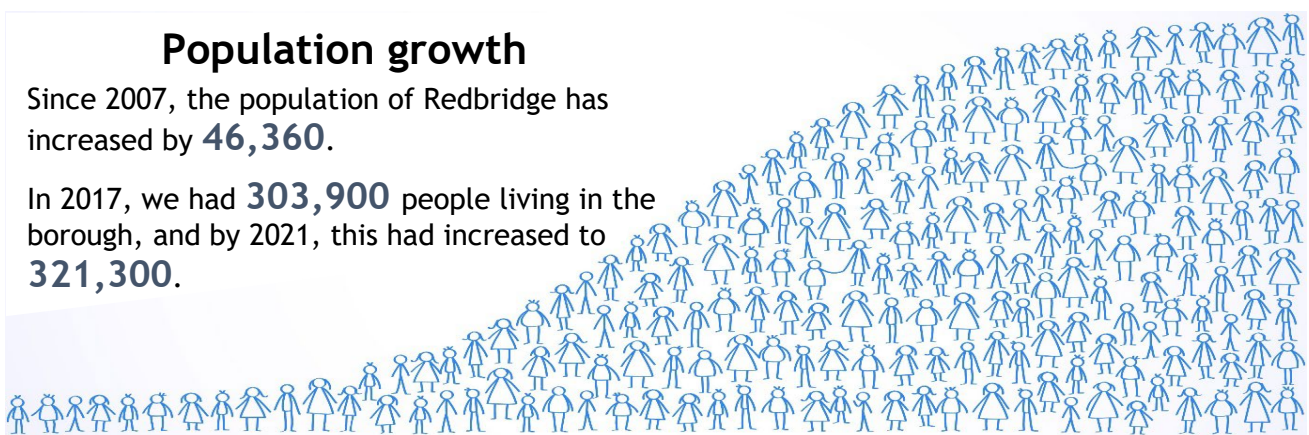 Population growth
Since 2007, the population of Redbridge has
increased by 46,360.
In 2017, we had 303,900 people living in the
borough, and by 2021, this had increased to
321,300.